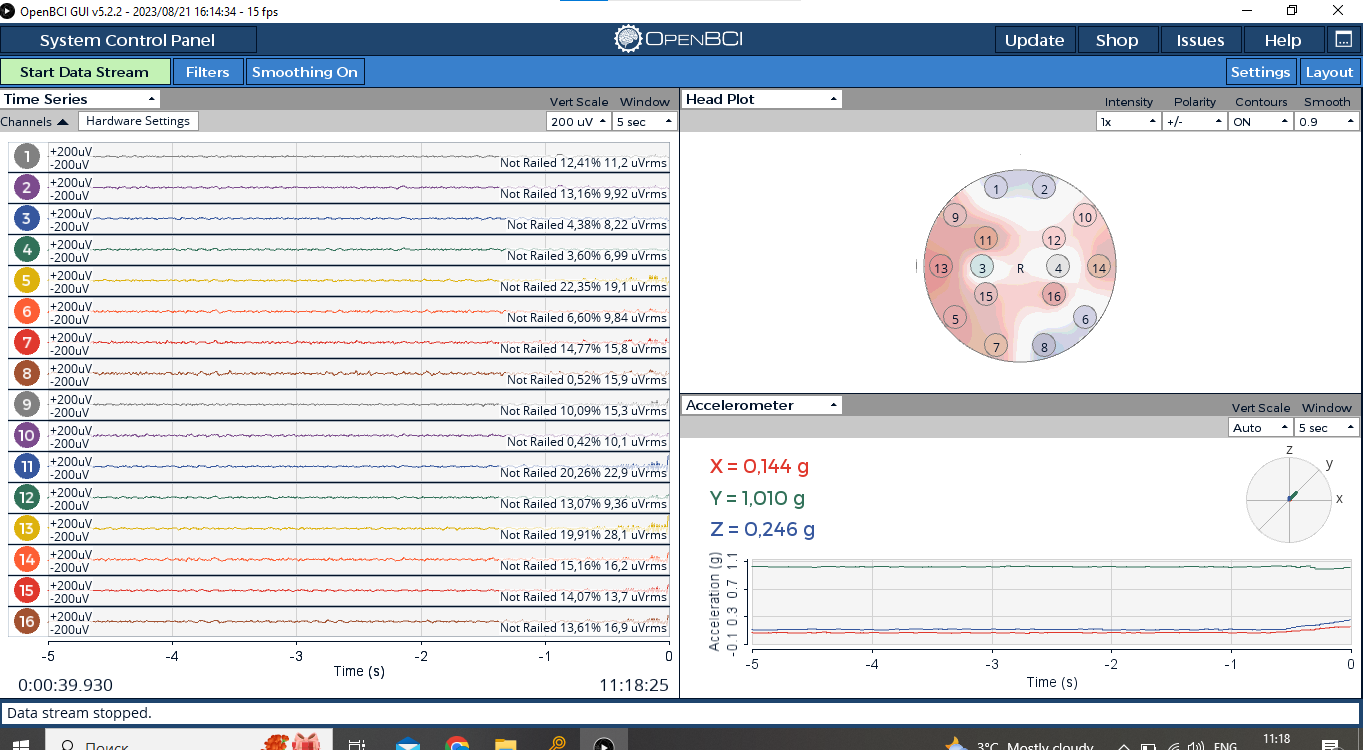 OpenBCI GUI v5.2.2 - 2023/08/21 16:14:34 - 15 fps
System Control Panel
OPENBCI
Update
Shop
Issues
Help
Start Data Stream
Filters
Smoothing On
Settings
Layout
Time Series
Vert Scale Window
Channels
Hardware Settings
200 uV
5 sec
1 +200uV -200uV Not Railed 12,41% 11,2 uVrms
2 +200uV -200uV Not Railed 13,16% 9,92 uVrms
3 +200uV -200uV Not Railed 4,38% 8,22 uVrms
4 +200uV -200uV Not Railed 3,60% 6,99 uVrms
5 +200uV -200uV Not Railed 22,35% 19,1 uVrms
6 +200uV -200uV Not Railed 6,60% 9,84 uVrms
7 +200uV -200uV Not Railed 14,77% 15,8 uVrms
8 +200uV -200uV Not Railed 0,52% 15,9 uVrms
9 +200uV -200uV Not Railed 10,09% 15,3 uVrms
10 +200uV -200uV Not Railed 0,42% 10,1 uVrms
11 +200uV -200uV Not Railed 20,26% 22,9 uVrms
12 +200uV -200uV Not Railed 13,07% 9,36 uVrms
13 +200uV -200uV Not Railed 19,91% 28,1 uVrms
14 +200uV -200uV Not Railed 15,16% 16,2 uVrms
15 +200uV -200uV Not Railed 14,07% 13,7 uVrms
16 +200uV -200uV Not Railed 13,61% 16,9 uVrms
-5 -4 -3 -2 -1 0
Time (s)
0:00:39.930
11:18:25
Head Plot
Intensity Polarity Contours Smooth
1x +/- ON 0.9
1 2
9 10
11 12
13 3 R 4 14
15 16
5 6
7 8
Accelerometer
Vert Scale Window
Auto 5 sec
X = 0,144 g
Y = 1,010 g
Z = 0,246 g
z
y
x
Acceleration (g)
-0.1 0.3 0.7 1.1
-5 -4 -3 -2 -1 0
Time (s)
Data stream stopped.
Поиск
3°C Mostly cloudy
ENG
11:18